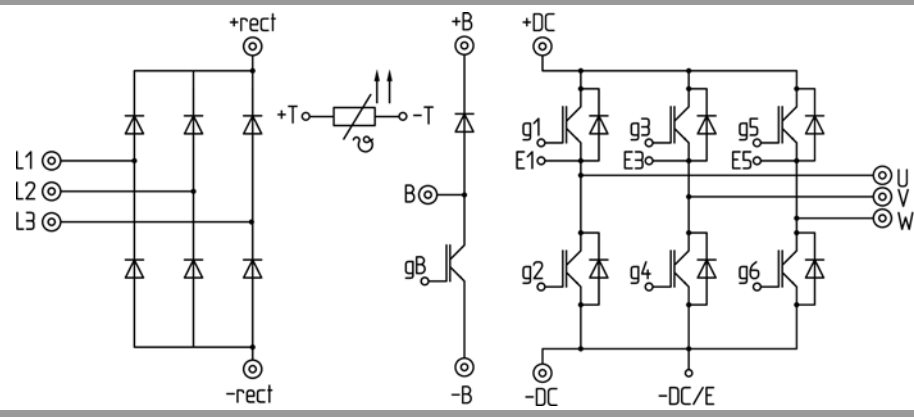 +rect
+B
+DC
+T
-T
ϑ
g1
g3
g5
L1
E1
E3
E5
L2
B
U
L3
V
W
gB
g2
g4
g6
-rect
-B
-DC
-DC/E